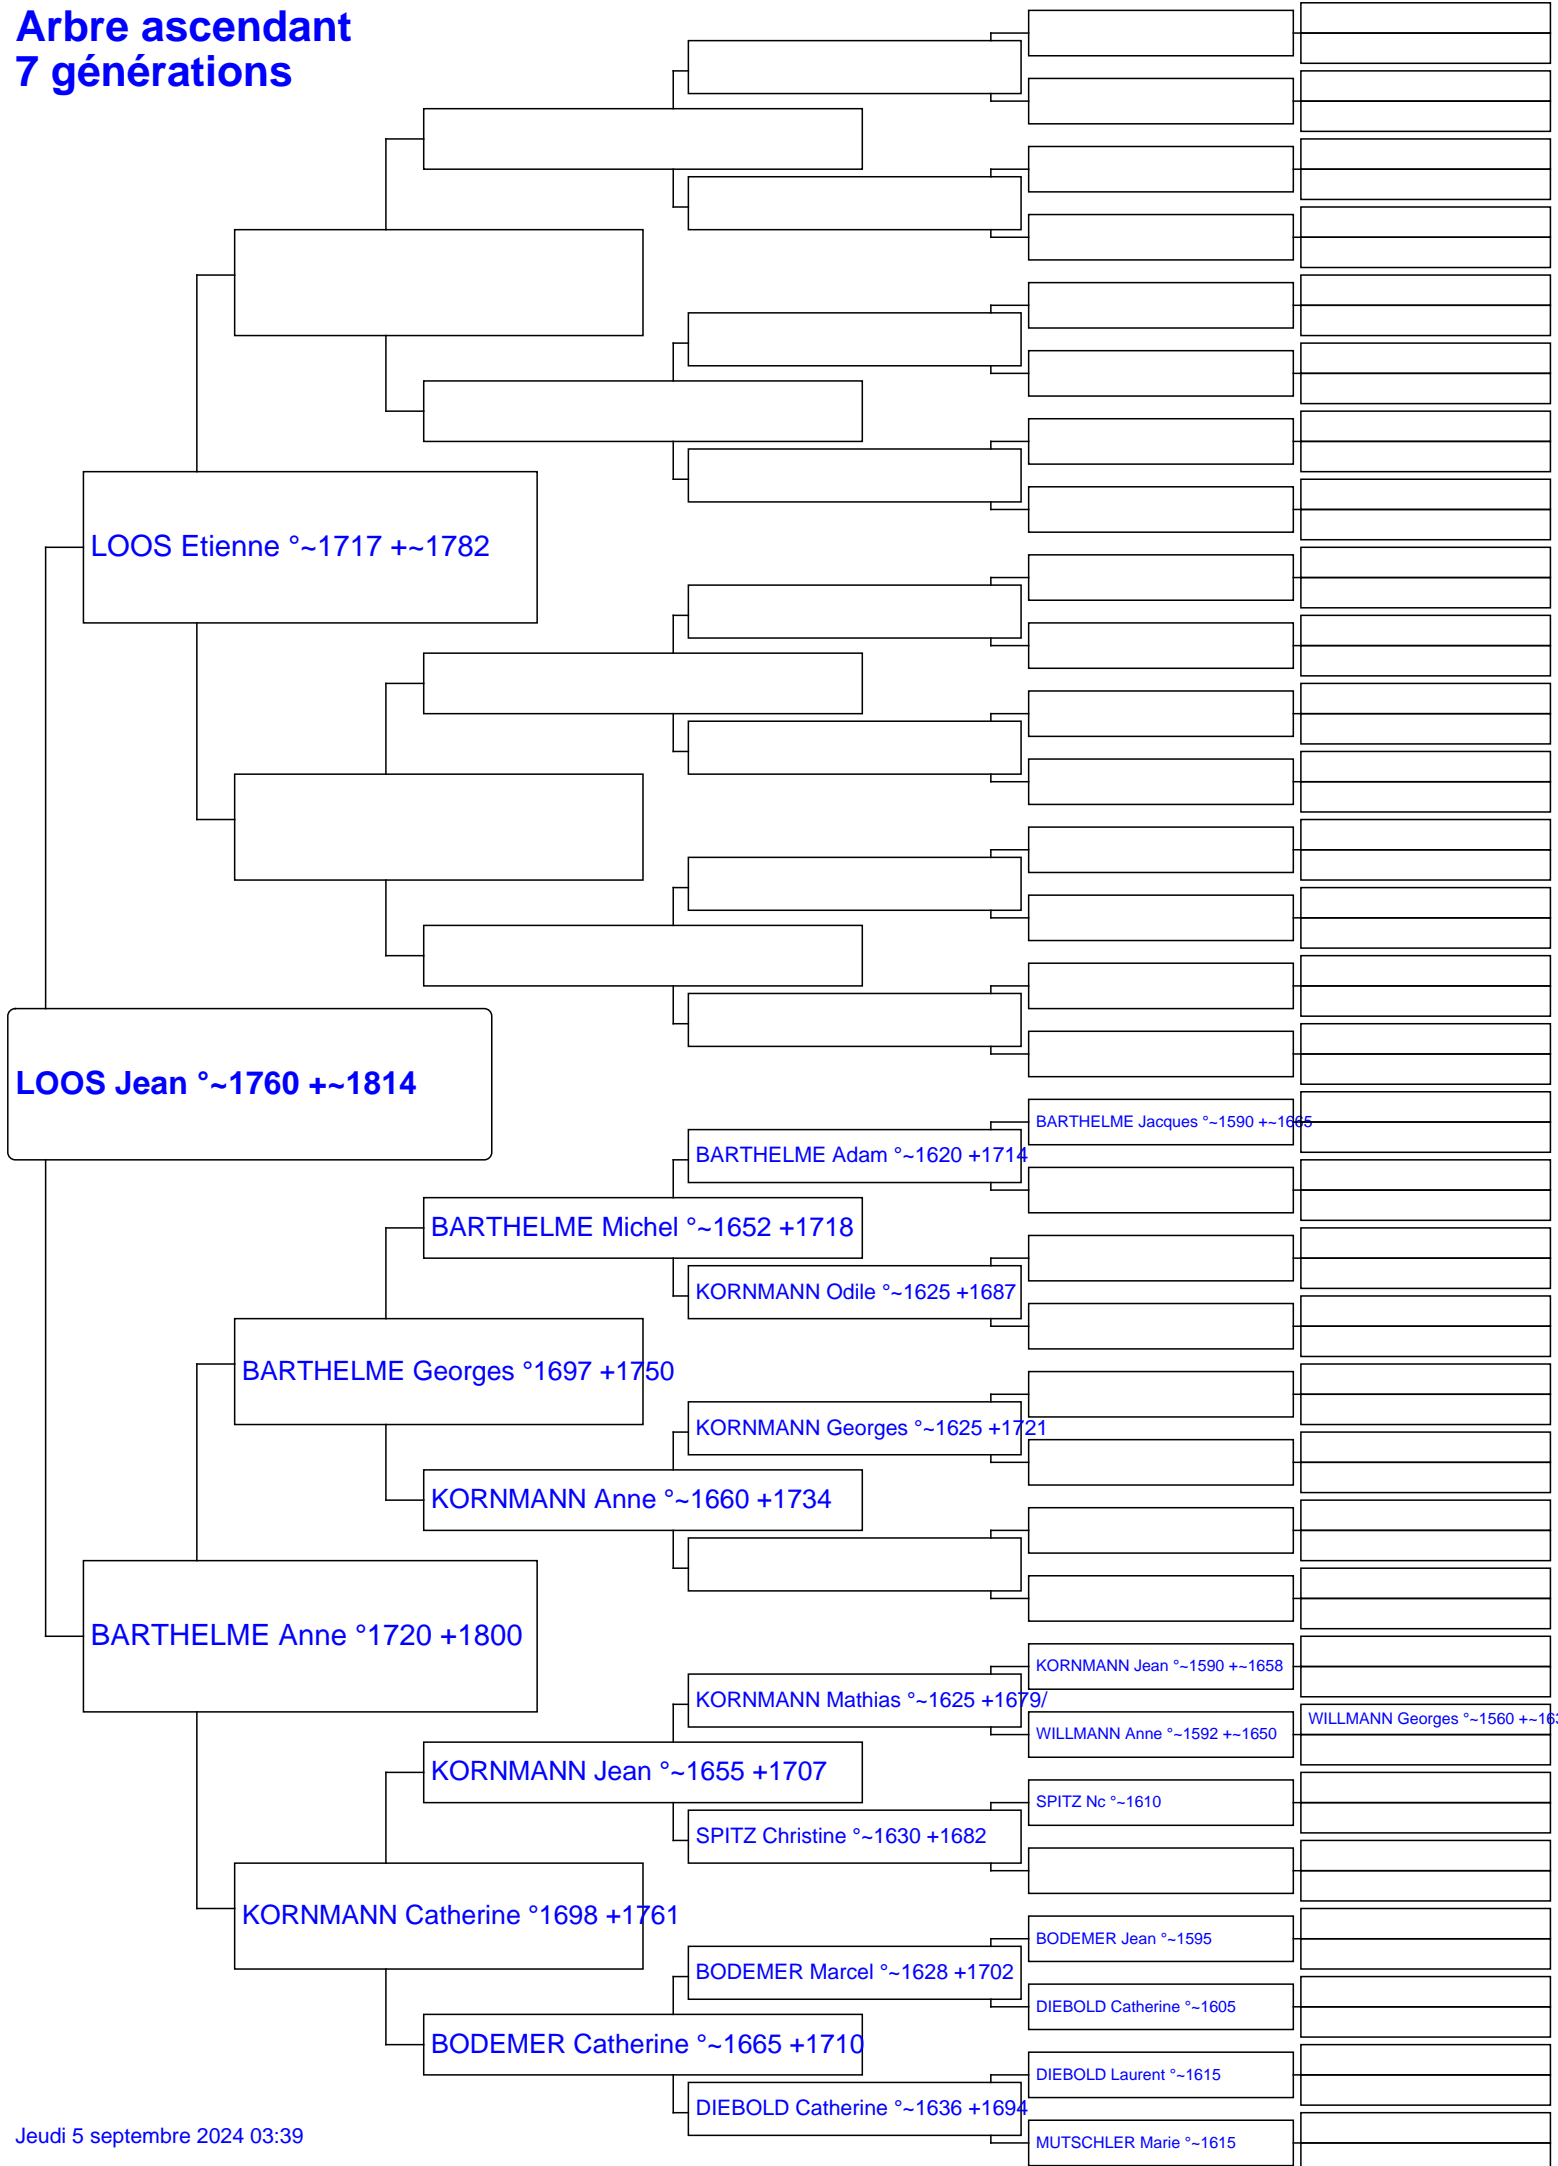 Arbre ascendant
7 générations
LOOS Etienne °~1717 +~1782
LOOS Jean °~1760 +~1814
BARTHELME Jacques °~1590 +~1665
BARTHELME Adam °~1620 +1714
BARTHELME Michel °~1652 +1718
KORNMANN Odile °~1625 +1687
BARTHELME Georges °1697 +1750
KORNMANN Georges °~1625 +1721
KORNMANN Anne °~1660 +1734
BARTHELME Anne °1720 +1800
KORNMANN Jean °~1590 +~1658
KORNMANN Mathias °~1625 +1679/
WILLMANN Georges °~1560 +~163
WILLMANN Anne °~1592 +~1650
KORNMANN Jean °~1655 +1707
SPITZ Nc °~1610
SPITZ Christine °~1630 +1682
KORNMANN Catherine °1698 +1761
BODEMER Jean °~1595
BODEMER Marcel °~1628 +1702
DIEBOLD Catherine °~1605
BODEMER Catherine °~1665 +1710
DIEBOLD Laurent °~1615
DIEBOLD Catherine °~1636 +1694
MUTSCHLER Marie °~1615
Jeudi 5 septembre 2024 03:39